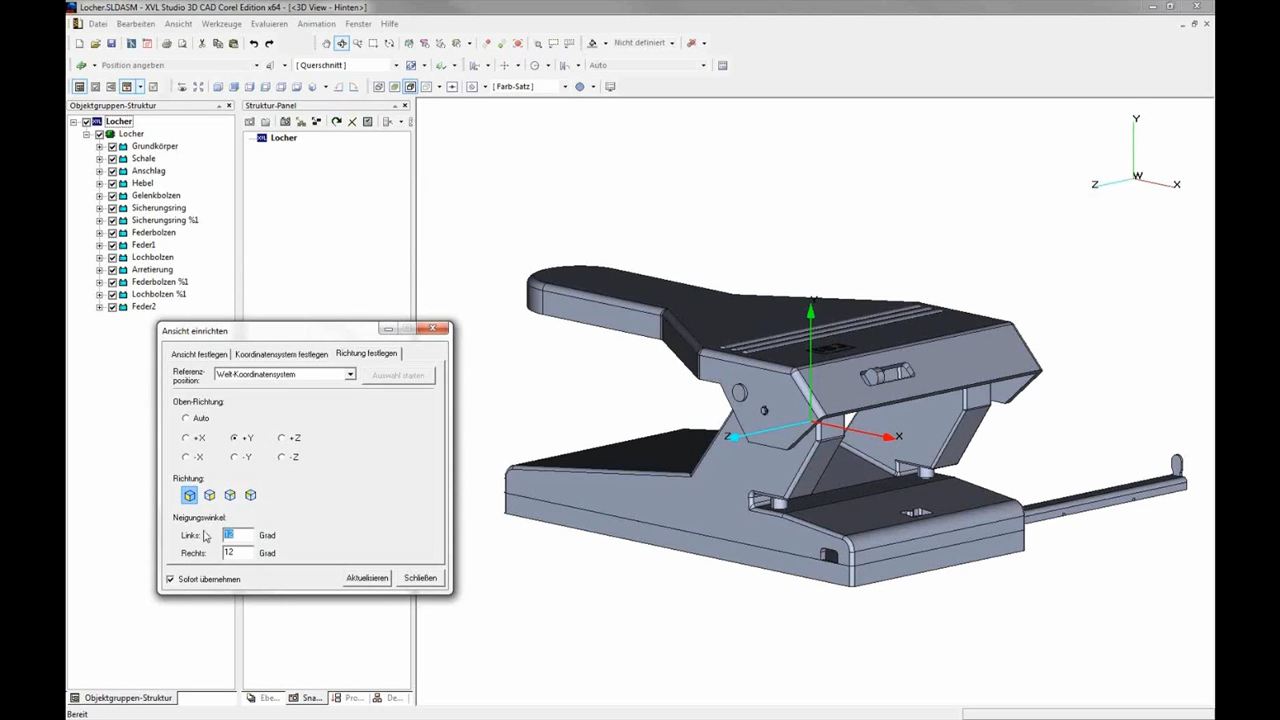 Locher.SLDASM - XVL Studio 3D CAD Corel Edition x64 - [<3D View - Hinten>]
Datei Bearbeiten Ansicht Werkzeuge Evaluieren Animation Fenster Hilfe
Nicht definiert
Position angeben
[ Querschnitt ]
Auto
[ Farb-Satz ]
Objektgruppen-Struktur
Struktur-Panel
Locher
Locher
Grundkörper
Schale
Anschlag
Hebel
Gelenkbolzen
Sicherungsring
Sicherungsring %1
Federbolzen
Feder1
Lochbolzen
Arretierung
Federbolzen %1
Lochbolzen %1
Feder2
Locher
Y
W
Z
X
Y
Z
X
Ansicht einrichten
Ansicht festlegen Koordinatensystem festlegen Richtung festlegen
Referenz-
position:
Welt-Koordinatensystem
Auswahl starten
Oben-Richtung:
Auto
+X +Y +Z
-X -Y -Z
Richtung:
Neigungswinkel:
Links: 12 Grad
Rechts: 12 Grad
Sofort übernehmen
Aktualisieren
Schließen
Objektgruppen-Struktur
Ebe...
Sna...
Pro...
De...
Bereit